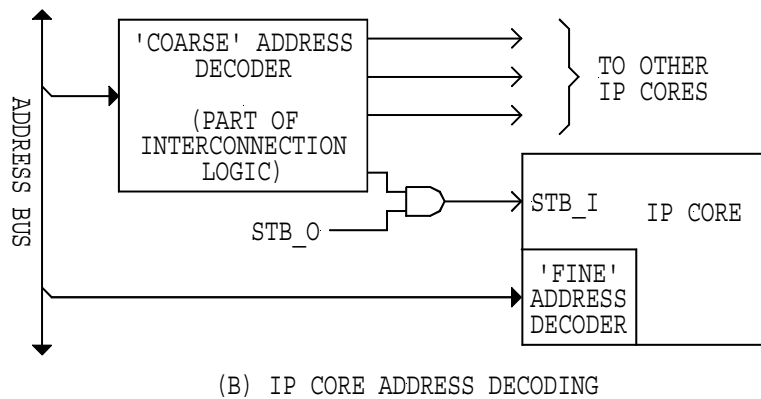 'COARSE' ADDRESS
DECODER
(PART OF
INTERCONNECTION
LOGIC)
TO OTHER
IP CORES
ADDRESS BUS
STB_O
STB_I
IP CORE
'FINE'
ADDRESS
DECODER
(B) IP CORE ADDRESS DECODING